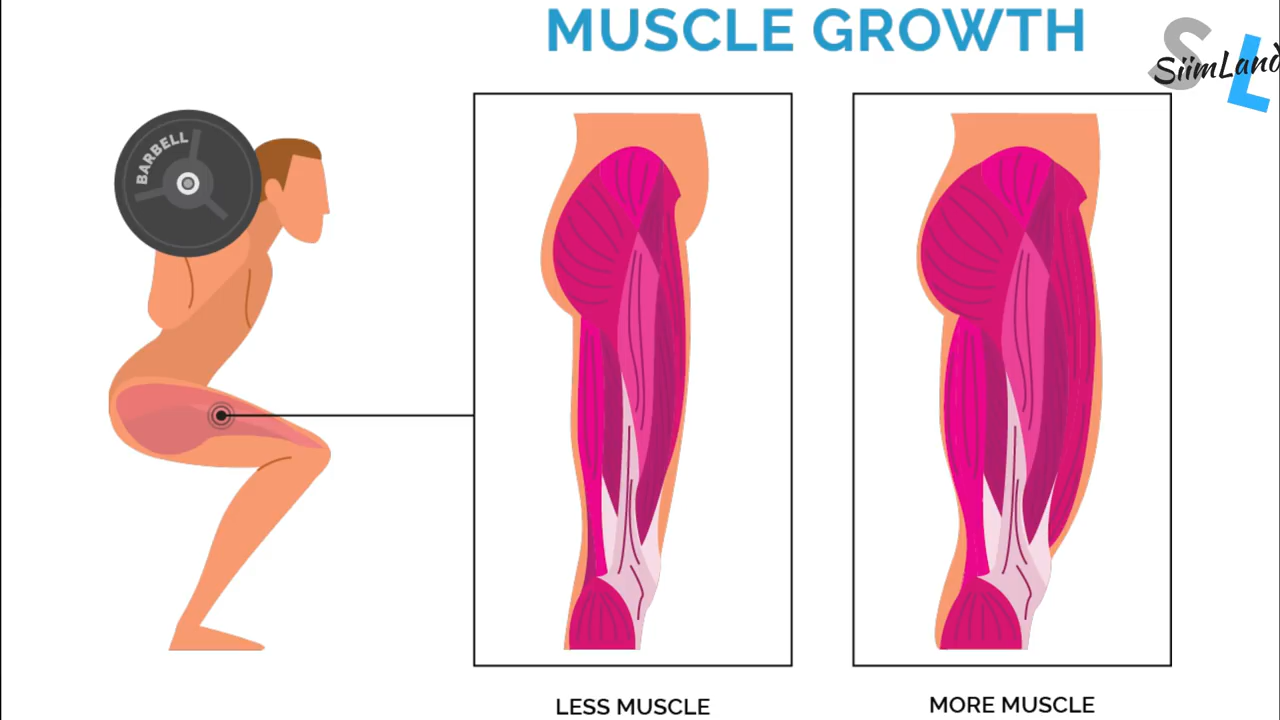 MUSCLE GROWTH
S L
SiimLand
BARBELL
LESS MUSCLE
MORE MUSCLE